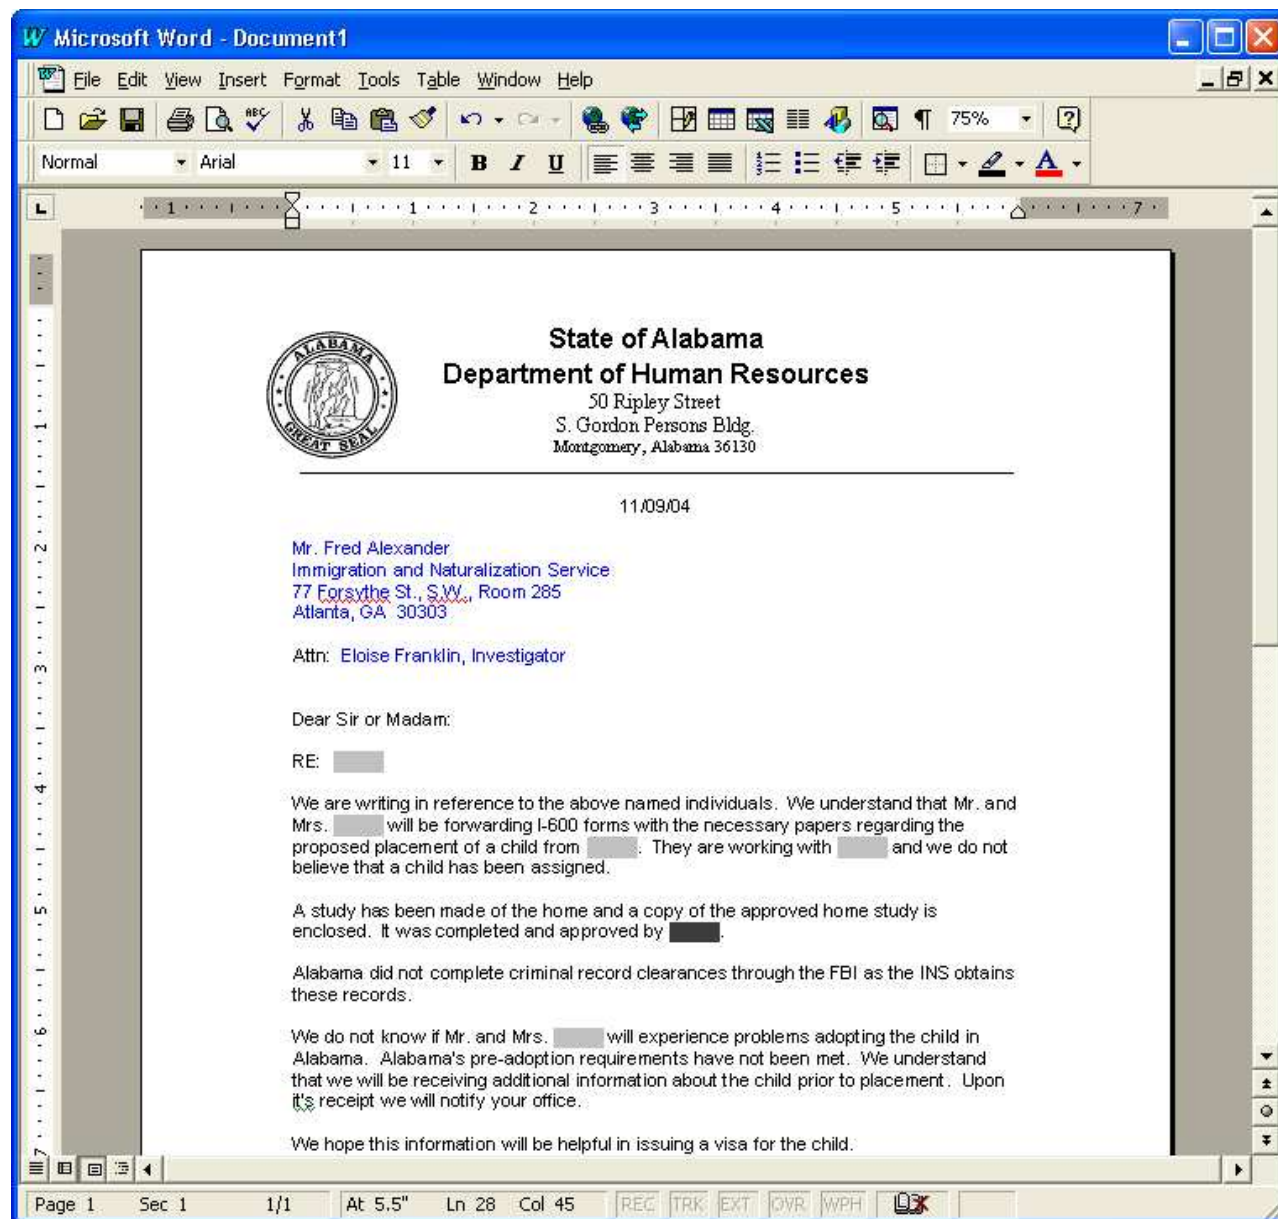 Microsoft Word - Document1
File Edit View Insert Format Tools Table Window Help
ABC 75%
Normal Arial 11 B I U A
L 1 1 2 3 4 5 7
ALABAMA
GREAT SEAL
State of Alabama
Department of Human Resources
50 Ripley Street
S. Gordon Persons Bldg.
Montgomery, Alabama 36130
11/09/04
Mr. Fred Alexander
Immigration and Naturalization Service
77 Forsythe St., S.W., Room 285
Atlanta, GA 30303
Attn: Eloise Franklin, Investigator
Dear Sir or Madam:
RE:
We are writing in reference to the above named individuals. We understand that Mr. and
Mrs. will be forwarding I-600 forms with the necessary papers regarding the
proposed placement of a child from . They are working with and we do not
believe that a child has been assigned.
A study has been made of the home and a copy of the approved home study is
enclosed. It was completed and approved by .
Alabama did not complete criminal record clearances through the FBI as the INS obtains
these records.
We do not know if Mr. and Mrs. will experience problems adopting the child in
Alabama. Alabama's pre-adoption requirements have not been met. We understand
that we will be receiving additional information about the child prior to placement. Upon
it's receipt we will notify your office.
We hope this information will be helpful in issuing a visa for the child.
Page 1 Sec 1 1/1 At 5.5" Ln 28 Col 45 REC TRK EXT OVR WPH